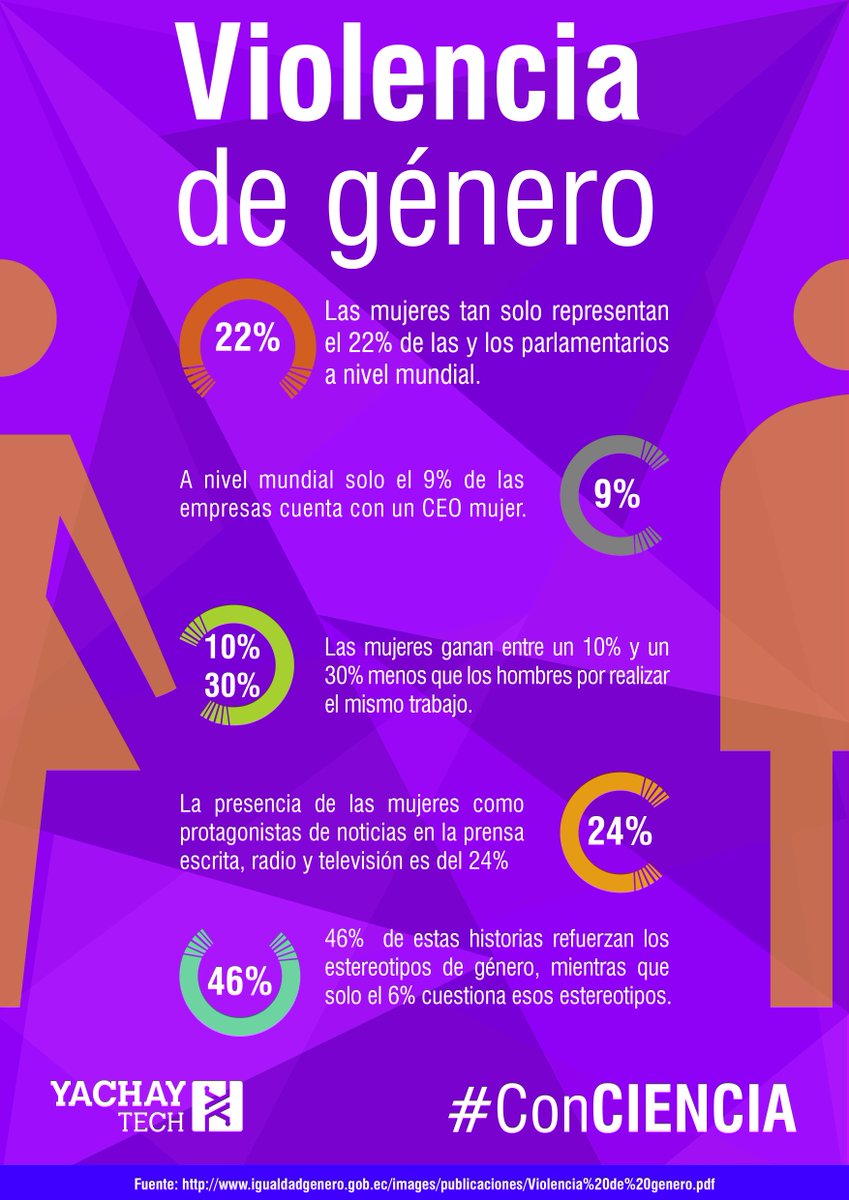 Violencia
de género
22%
Las mujeres tan solo representan
el 22% de las y los parlamentarios
a nivel mundial.
A nivel mundial solo el 9% de las
empresas cuenta con un CEO mujer.
9%
10%
30%
Las mujeres ganan entre un 10% y un
30% menos que los hombres por realizar
el mismo trabajo.
La presencia de las mujeres como
protagonistas de noticias en la prensa
escrita, radio y televisión es del 24%
24%
46%
46% de estas historias refuerzan los
estereotipos de género, mientras que
solo el 6% cuestiona esos estereotipos.
YACHAY
TECH
#ConCIENCIA
Fuente: http://www.igualdadgenero.gob.ec/images/publicaciones/Violencia%20de%20genero.pdf